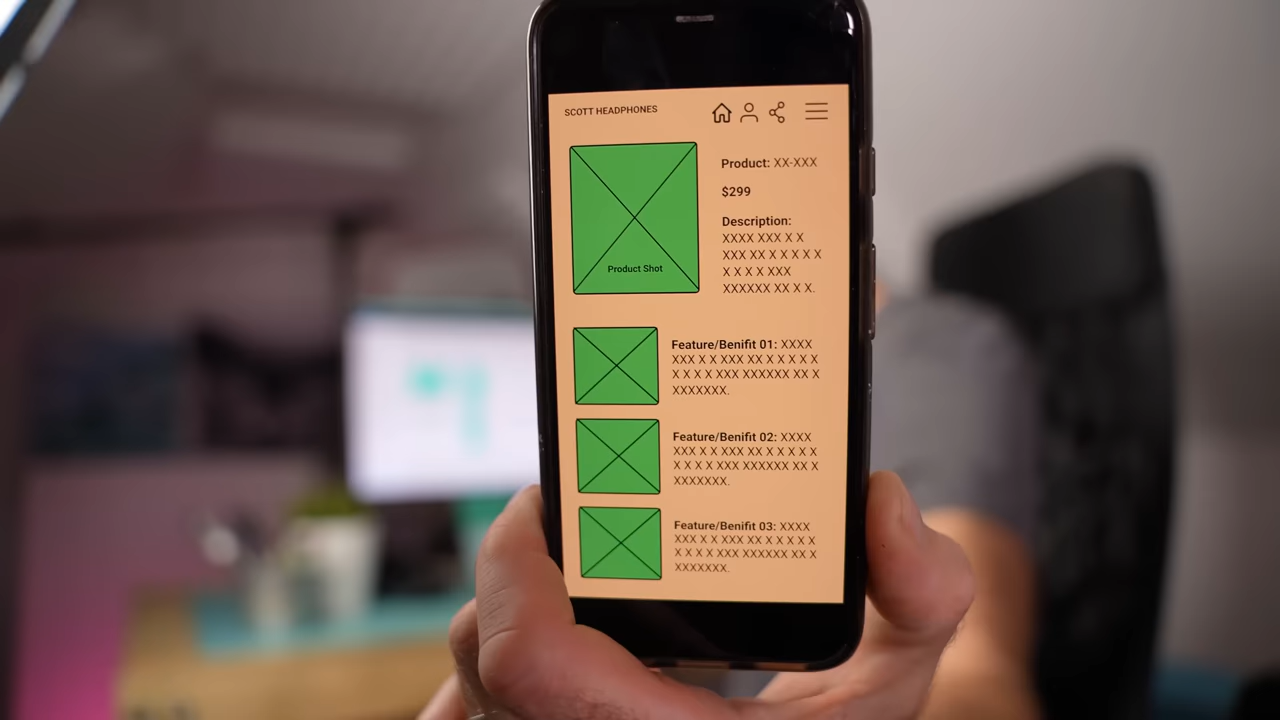 SCOTT HEADPHONES
Product: XX-XXX
$299
Description:
XXXX XXX X X
XXX XX X X X X X
X X X X XXX
XXXXXX XX X X.
Product Shot
Feature/Benifit 01: XXXX
XXX X X XXX XX X X X X X
X X X X XXX XXXXXX XX X
XXXXXXX.
Feature/Benifit 02: XXXX
XXX X X XXX XX X X X X X
X X X X XXX XXXXXX XX X
XXXXXXX.
Feature/Benifit 03: XXXX
XXX X X XXX XX X X X X X
X X X X XXX XXXXXX XX X
XXXXXXX.